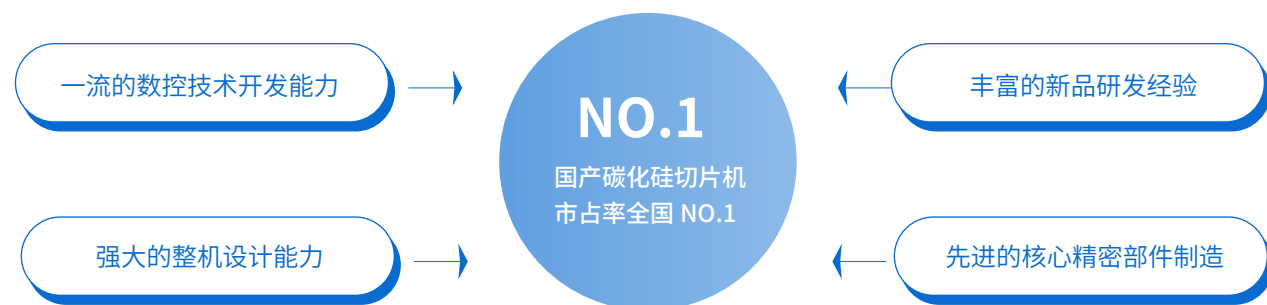 一流的数控技术开发能力
丰富的新品研发经验
NO.1
国产碳化硅切片机
市占率全国 NO.1
强大的整机设计能力
先进的核心精密部件制造